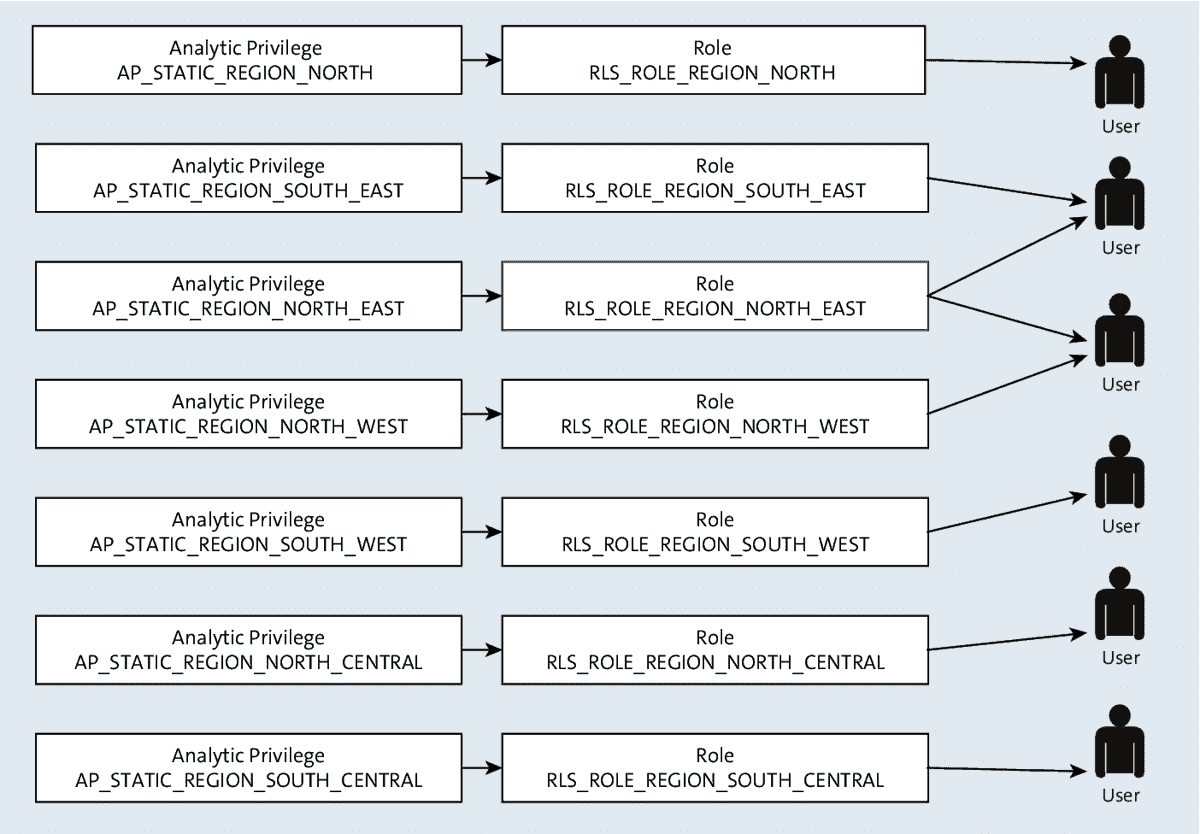 Analytic Privilege
AP_STATIC_REGION_NORTH
Role
RLS_ROLE_REGION_NORTH
User
Analytic Privilege
AP_STATIC_REGION_SOUTH_EAST
Role
RLS_ROLE_REGION_SOUTH_EAST
User
Analytic Privilege
AP_STATIC_REGION_NORTH_EAST
Role
RLS_ROLE_REGION_NORTH_EAST
User
Analytic Privilege
AP_STATIC_REGION_NORTH_WEST
Role
RLS_ROLE_REGION_NORTH_WEST
Analytic Privilege
AP_STATIC_REGION_SOUTH_WEST
Role
RLS_ROLE_REGION_SOUTH_WEST
User
Analytic Privilege
AP_STATIC_REGION_NORTH_CENTRAL
Role
RLS_ROLE_REGION_NORTH_CENTRAL
User
Analytic Privilege
AP_STATIC_REGION_SOUTH_CENTRAL
Role
RLS_ROLE_REGION_SOUTH_CENTRAL
User